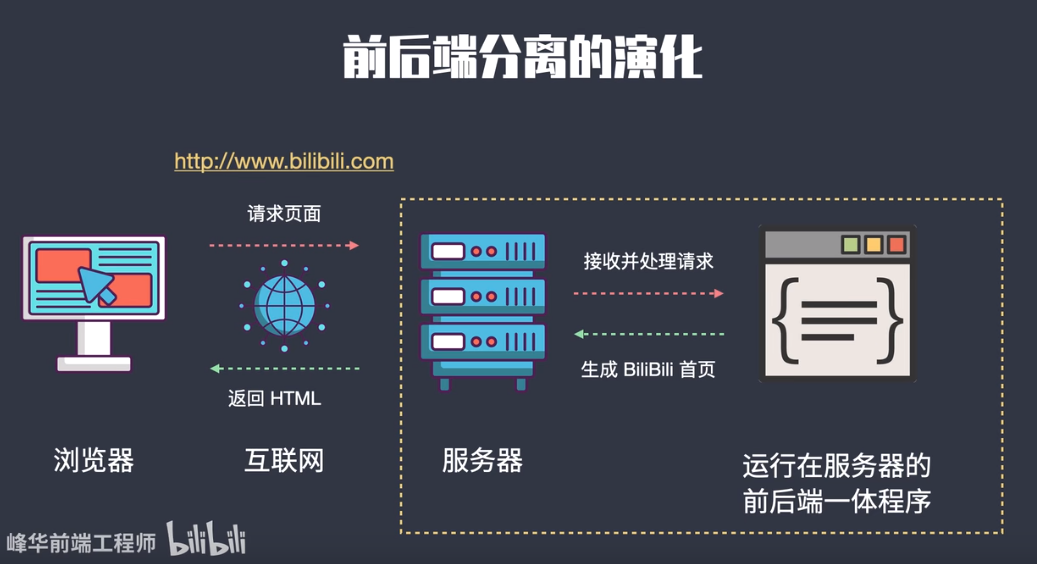 前后端分离的演化
http://www.bilibili.com
请求页面
接收并处理请求
生成 BiliBili 首页
返回 HTML
浏览器
互联网
服务器
运行在服务器的
前后端一体程序
峰华前端工程师 bilibili